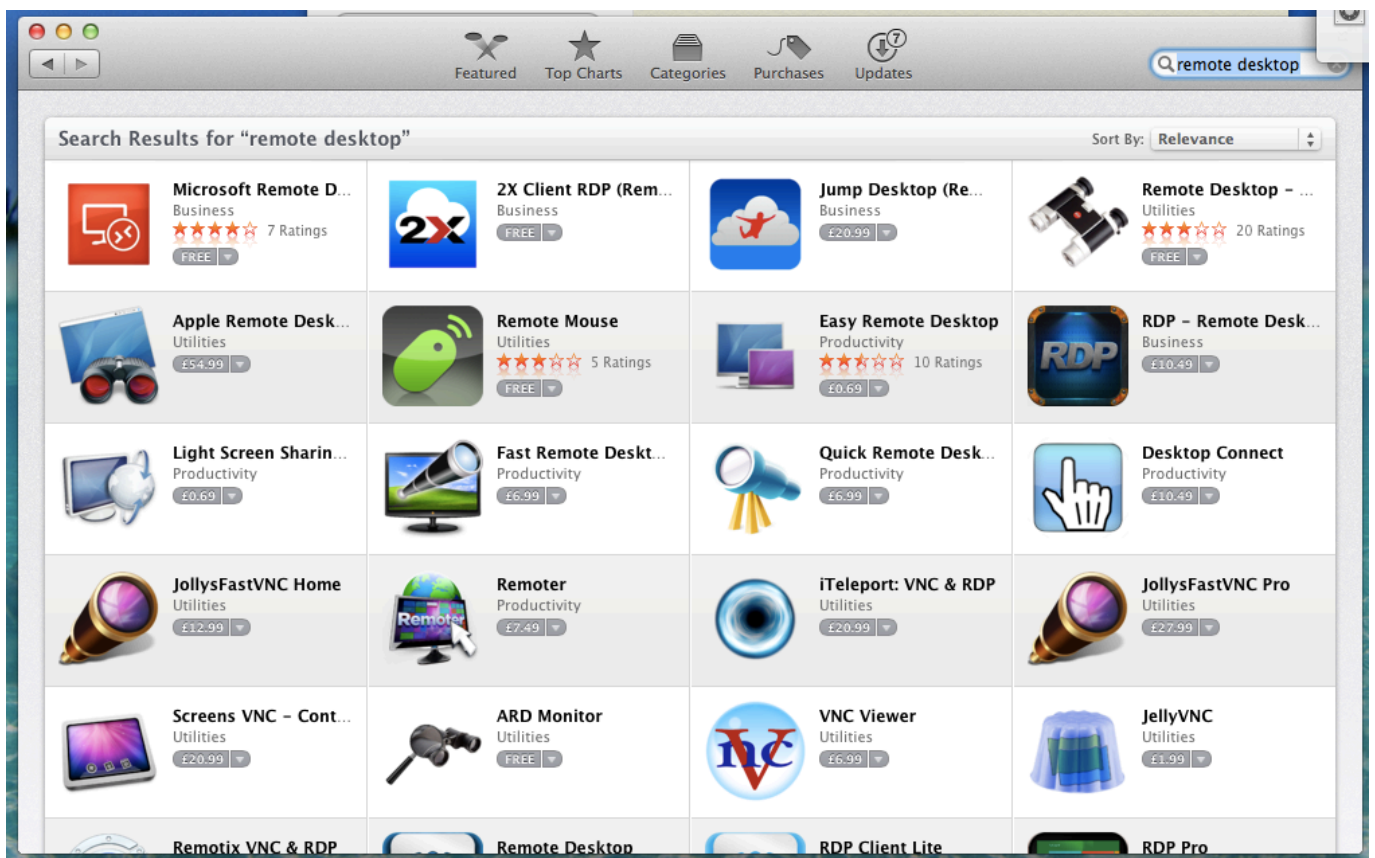 Featured
Top Charts
Categories
Purchases
7
Updates
remote desktop
Search Results for “remote desktop”
Sort By: Relevance
Microsoft Remote D...
Business
7 Ratings
FREE
2X
2X Client RDP (Rem...
Business
FREE
Jump Desktop (Re...
Business
£20.99
Remote Desktop – ...
Utilities
20 Ratings
FREE
Apple Remote Desk...
Utilities
£54.99
Remote Mouse
Utilities
5 Ratings
FREE
Easy Remote Desktop
Productivity
10 Ratings
£0.69
RDP
RDP – Remote Desk...
Business
£10.49
Light Screen Sharin...
Productivity
£0.69
Fast Remote Deskt...
Productivity
£6.99
Quick Remote Desk...
Productivity
£6.99
Desktop Connect
Productivity
£10.49
JollysFastVNC Home
Utilities
£12.99
Remoter
Remoter
Productivity
£7.49
iTeleport: VNC & RDP
Utilities
£20.99
JollysFastVNC Pro
Utilities
£27.99
Screens VNC – Cont...
Utilities
£20.99
ARD Monitor
Utilities
FREE
Vnc
VNC Viewer
Utilities
£6.99
JellyVNC
Utilities
£1.99
Remotix VNC & RDP
Remote Desktop
RDP Client Lite
RDP Pro